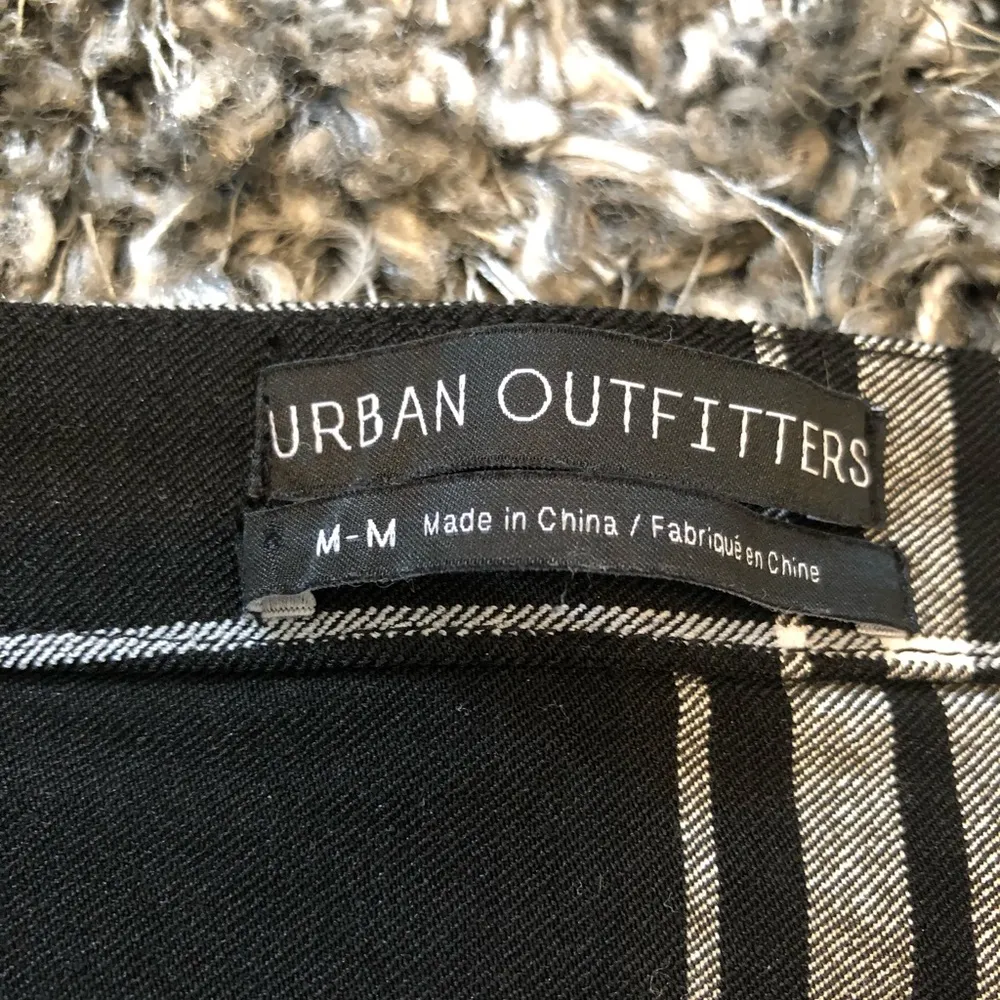 URBAN OUTFITTERS
M-M Made in China / Fabriqué en Chine